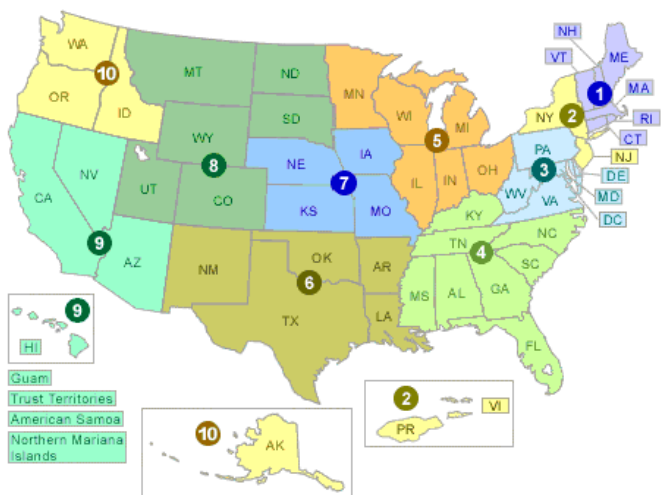 NH
WA
VT
ME
10
MT
ND
MA
OR
ID
MN
1
SD
WI
MI
NY
2
RI
WY
5
CT
PA
NJ
NE
IA
8
3
DE
NV
7
IL
IN
OH
WV
MD
UT
CO
VA
CA
KS
MO
KY
DC
9
TN
4
NC
AZ
NM
OK
AR
SC
6
MS
AL
GA
TX
LA
9
HI
FL
Guam
Trust Territories
American Samoa
Northern Mariana
Islands
10
AK
2
VI
PR